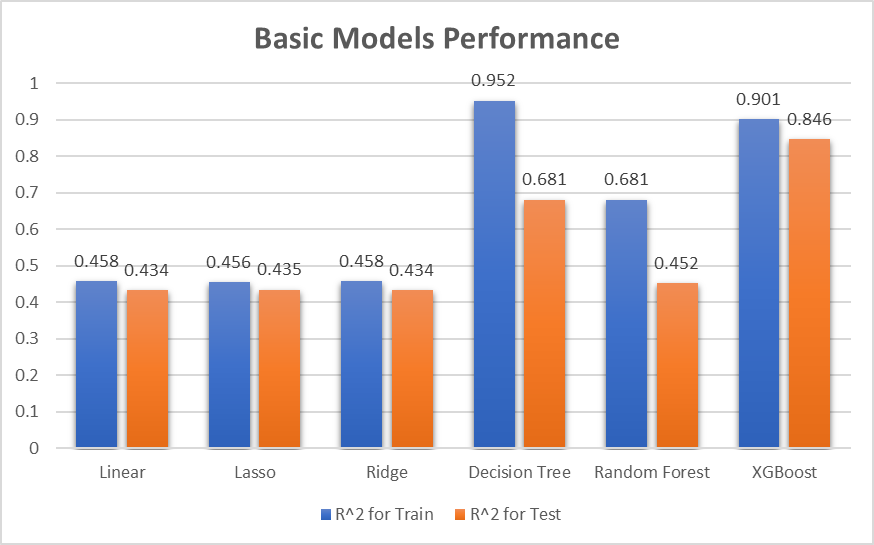 Basic Models Performance
1
0.9
0.8
0.7
0.6
0.5
0.4
0.3
0.2
0.1
0
0.458
0.434
0.456
0.435
0.458
0.434
0.952
0.681
0.681
0.452
0.901
0.846
Linear
Lasso
Ridge
Decision Tree
Random Forest
XGBoost
R^2 for Train
R^2 for Test